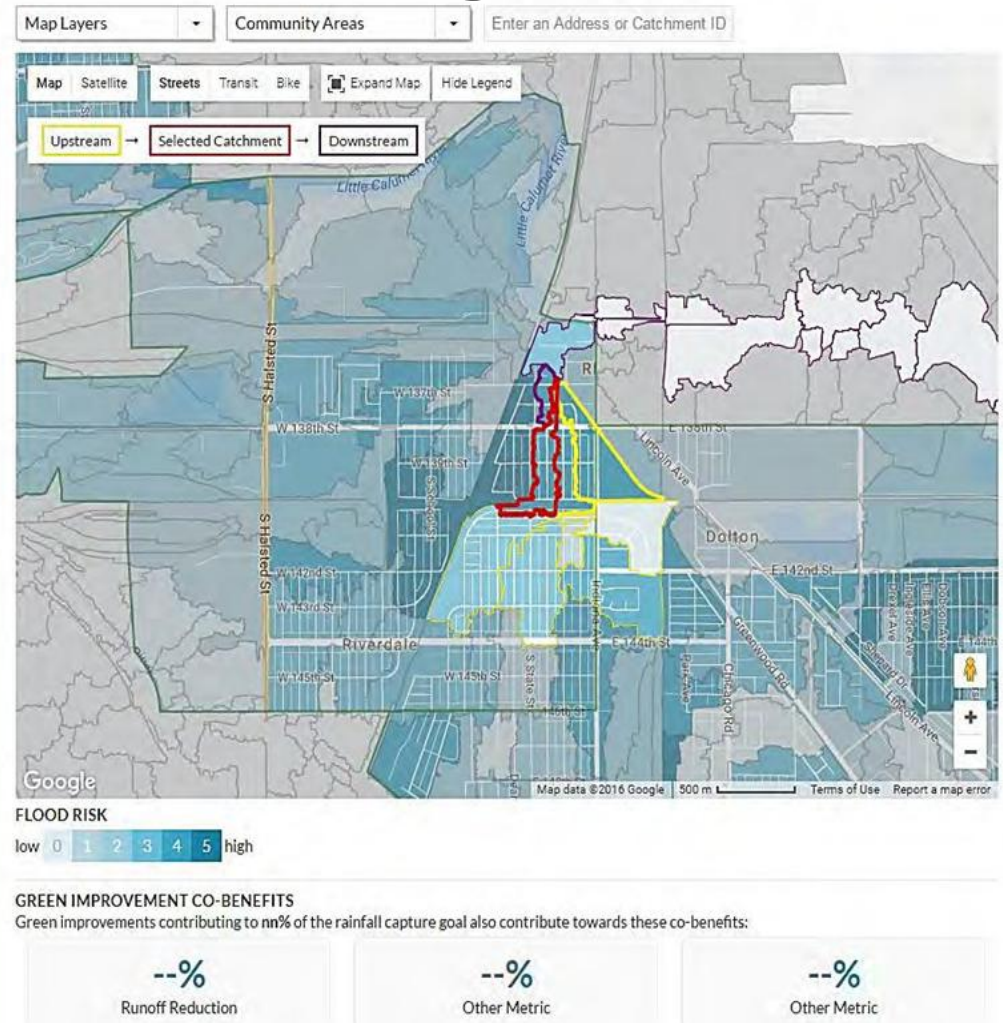 Map Layers
Community Areas
Enter an Address or Catchment ID
Map Satellite Streets Transit Bike Expand Map Hide Legend
Upstream → Selected Catchment → Downstream
Little Calumet
Little Calumet River
S Halsted St
W 137th St
W 138th St
E 138th St
Lincoln Ave
W 139th St
S Halsted St
Dolton
W 142nd St
E 142nd St
W 143rd St
Indiana Ave
Riverdale
E 144th St
E 144th
Greenwood Rd
Park Ave
Chicago Rd
Shepard Dr
Lincoln Ave
W 145th St
W 145th St
S State St
+
−
Google
Map data ©2016 Google 500 m Terms of Use Report a map error
FLOOD RISK
low 0 1 2 3 4 5 high
GREEN IMPROVEMENT CO-BENEFITS
Green improvements contributing to nn% of the rainfall capture goal also contribute towards these co-benefits:
--% --% --%
Runoff Reduction Other Metric Other Metric